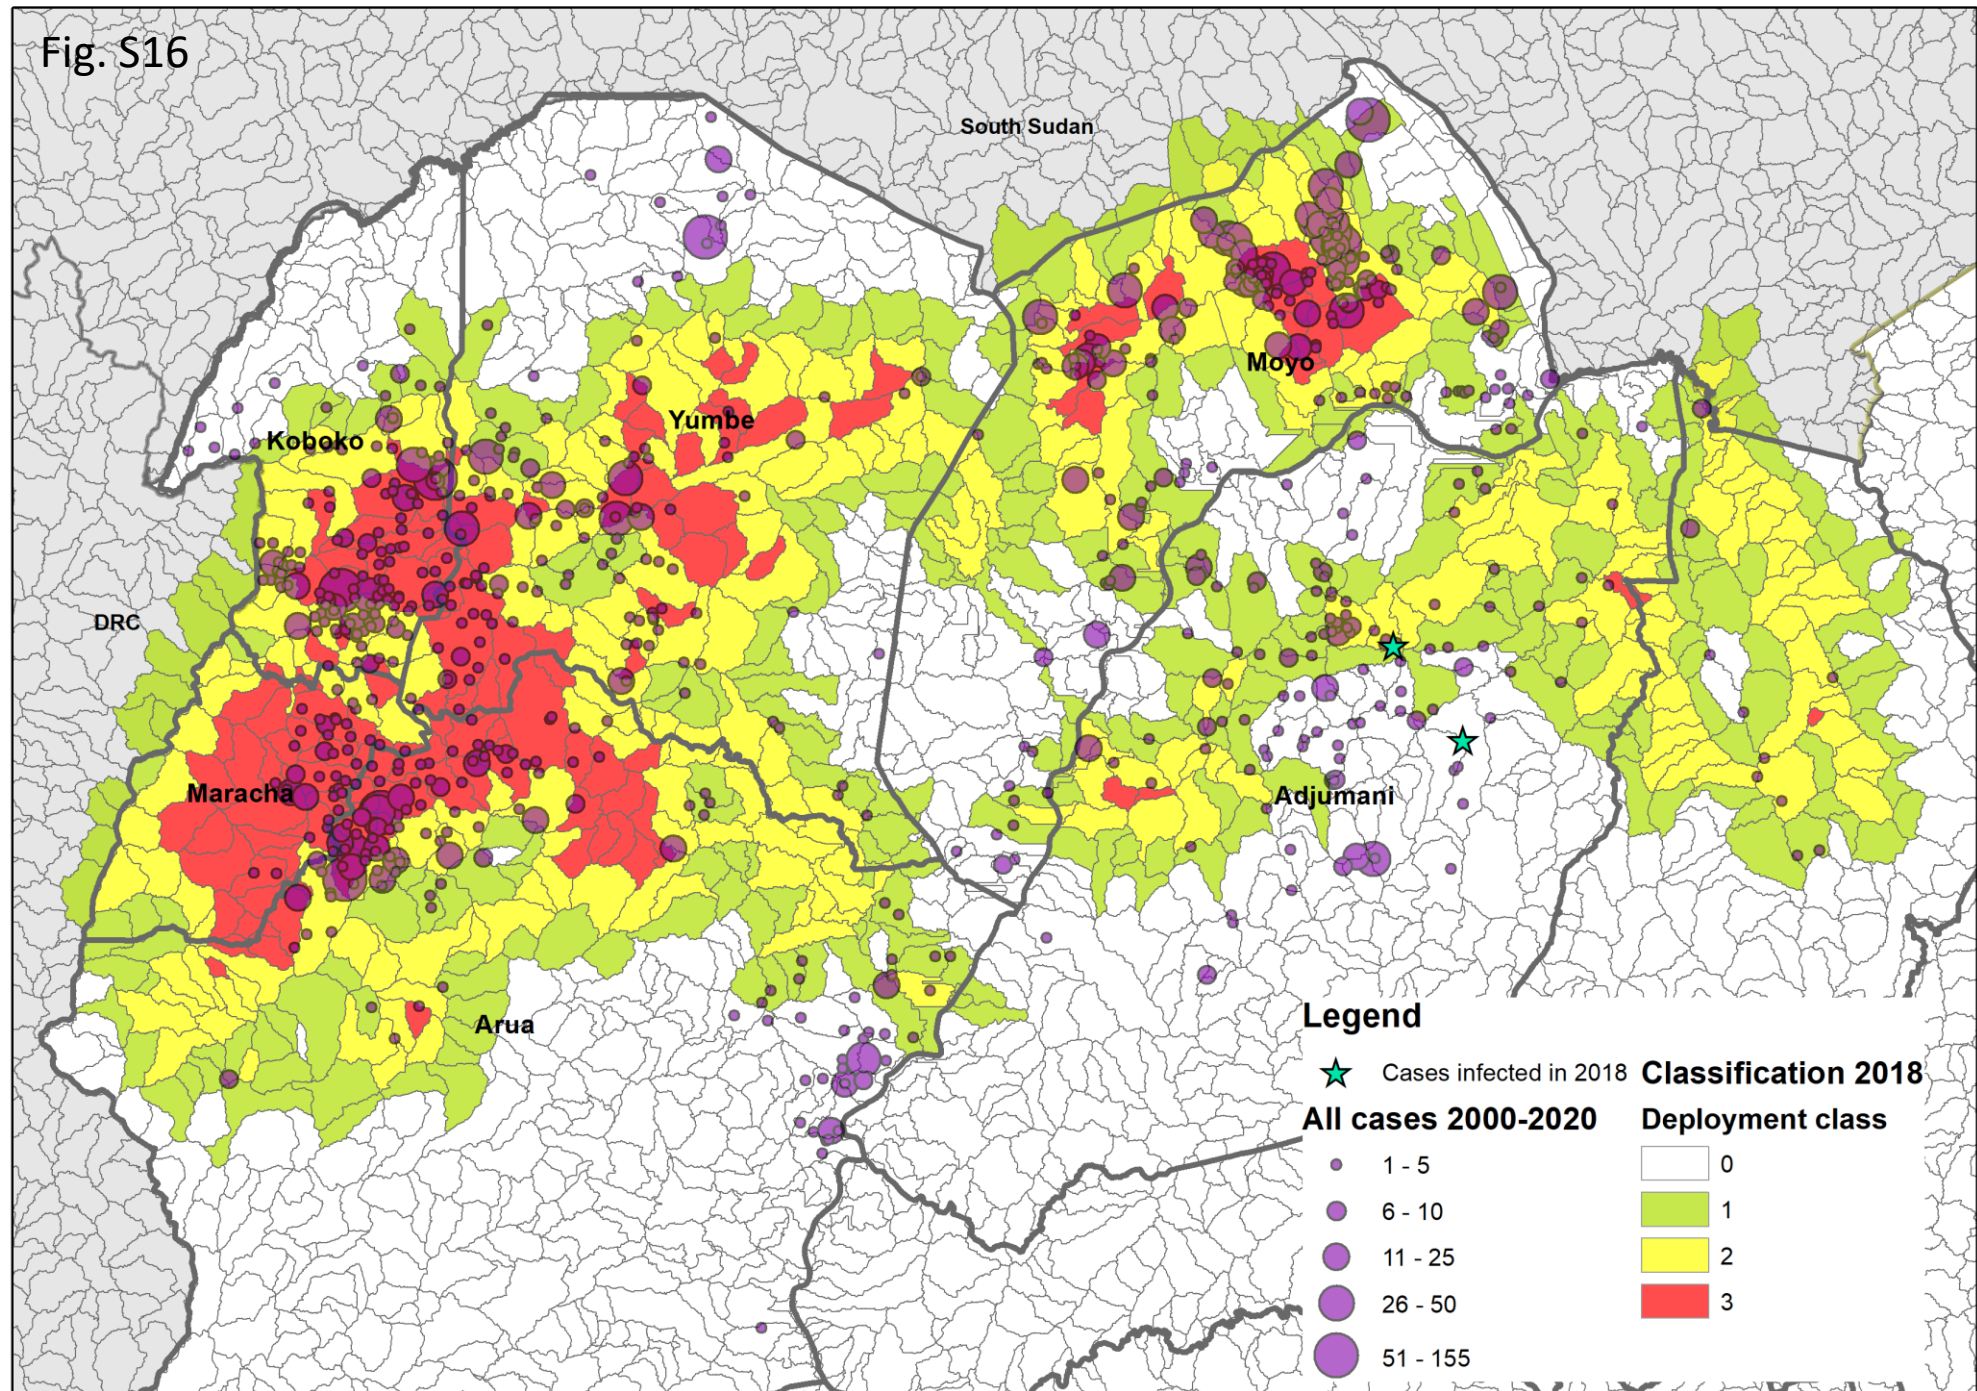 Fig. S16
South Sudan
Moyo
Yumbe
Koboko
DRC
Maracha
Adjumani
Arua
Legend
Cases infected in 2018
All cases 2000-2020
1 - 5
6 - 10
11 - 25
26 - 50
51 - 155
Classification 2018
Deployment class
0
1
2
3